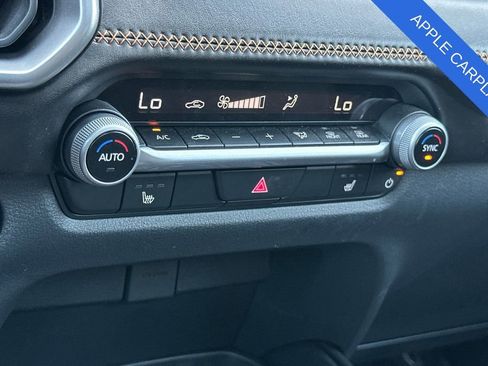 APPLE CARPL
Lo Lo
A/C − +
AUTO SYNC